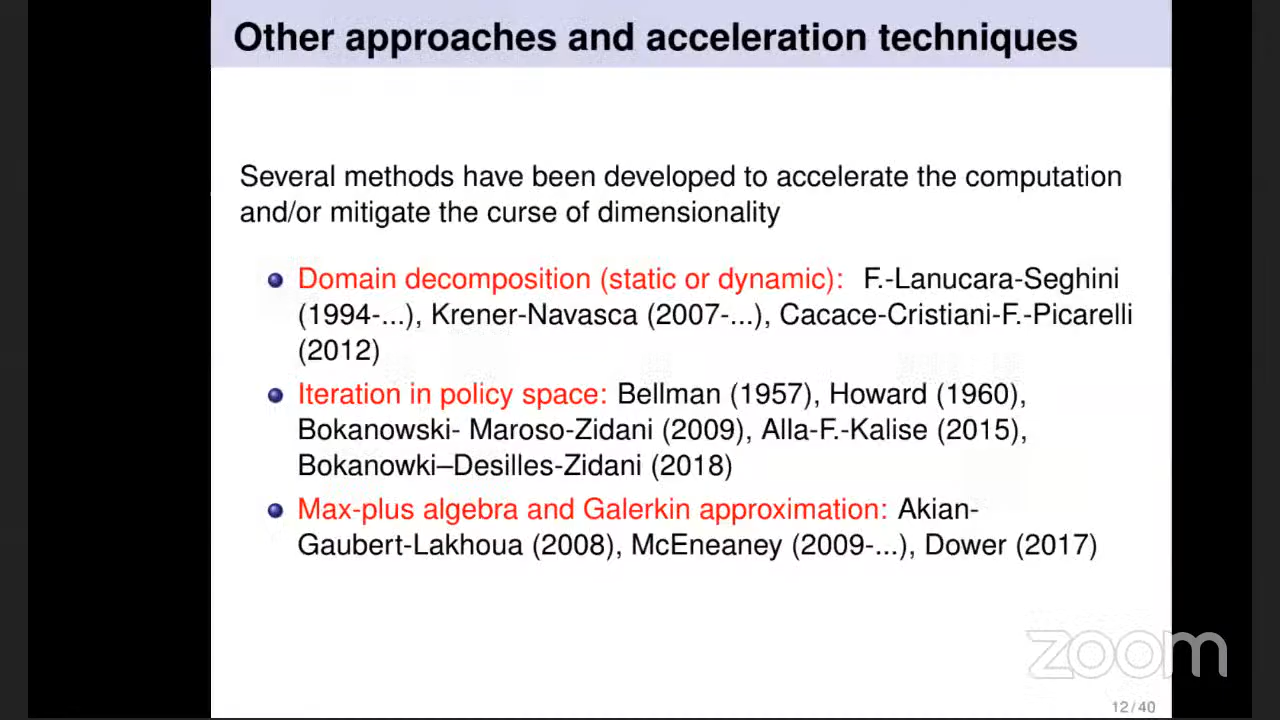 Other approaches and acceleration techniques
Several methods have been developed to accelerate the computation
and/or mitigate the curse of dimensionality
Domain decomposition (static or dynamic): F.-Lanucara-Seghini
(1994-...), Krener-Navasca (2007-...), Cacace-Cristiani-F.-Picarelli
(2012)
Iteration in policy space: Bellman (1957), Howard (1960),
Bokanowski- Maroso-Zidani (2009), Alla-F.-Kalise (2015),
Bokanowki–Desilles-Zidani (2018)
Max-plus algebra and Galerkin approximation: Akian-
Gaubert-Lakhoua (2008), McEneaney (2009-...), Dower (2017)
zoom
12/40